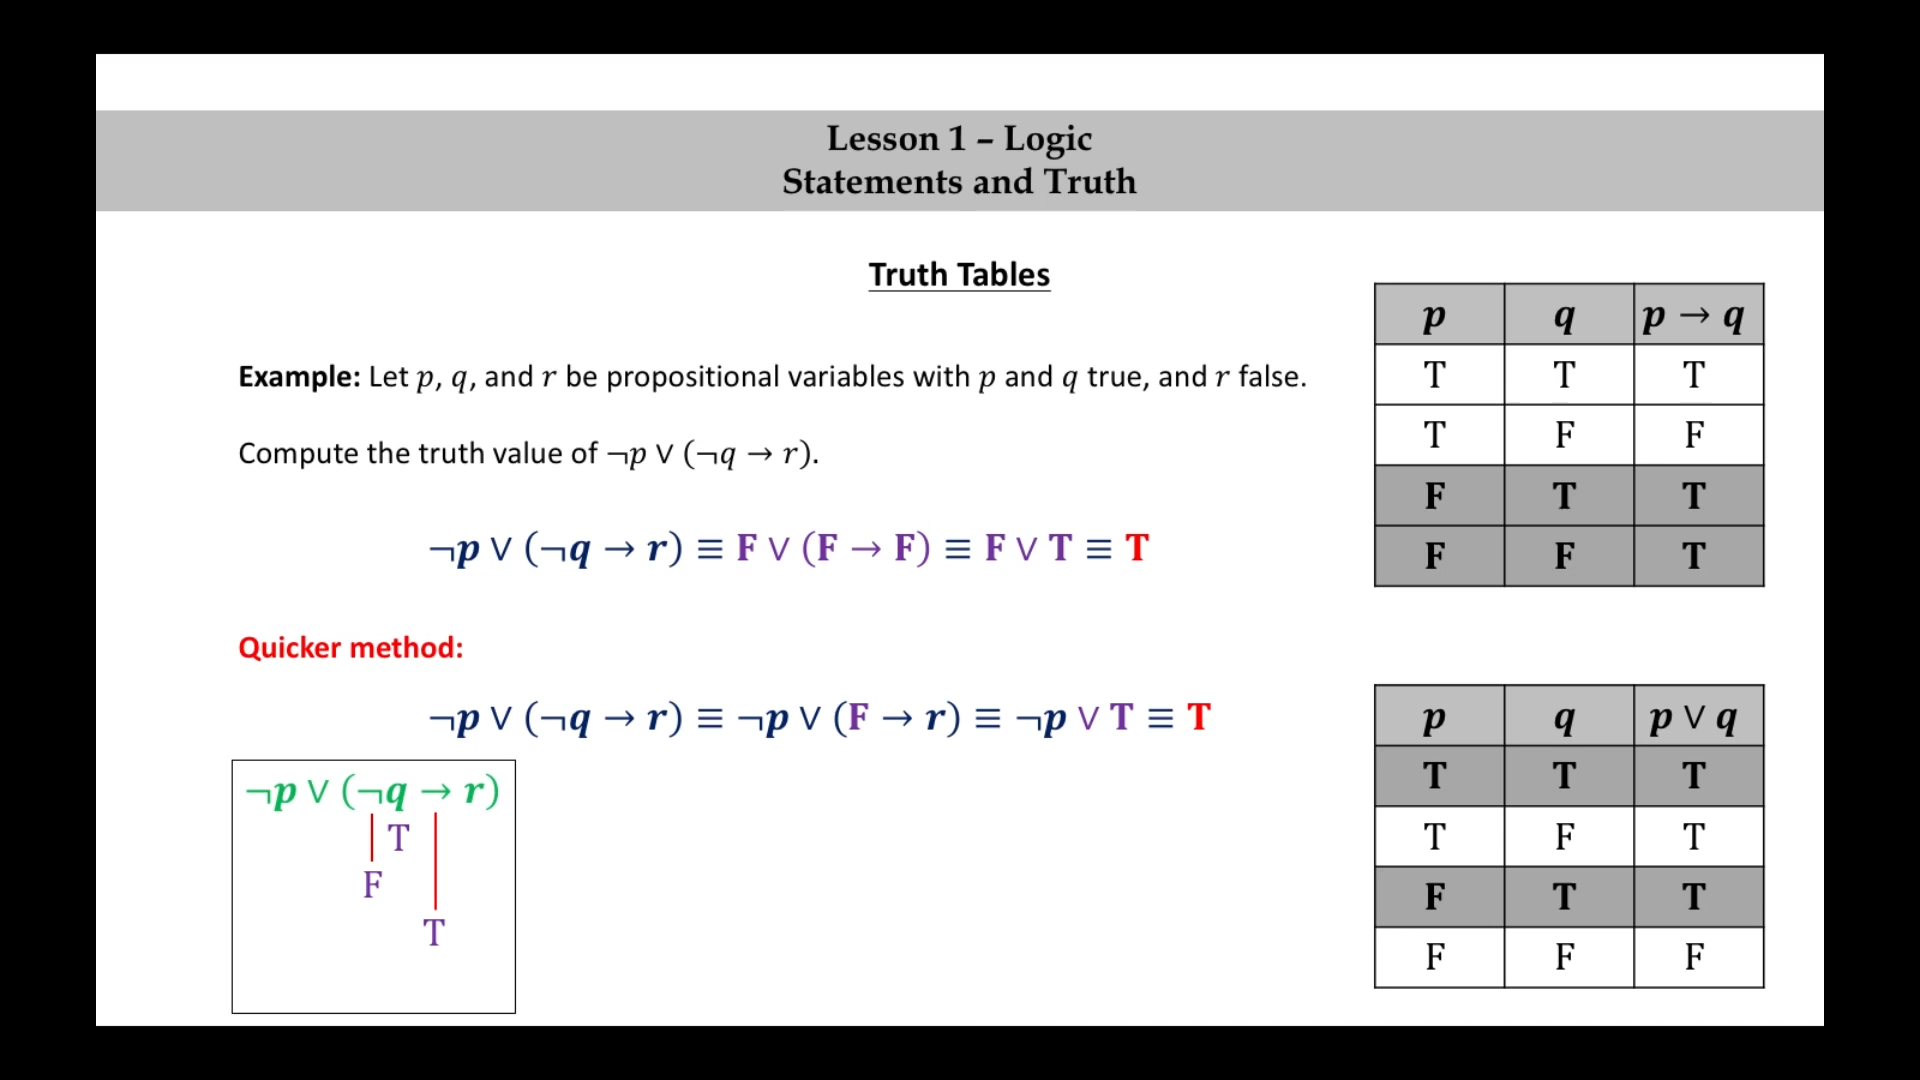 Lesson 1 – Logic
Statements and Truth
Truth Tables
Example: Let p, q, and r be propositional variables with p and q true, and r false.
Compute the truth value of ¬p ∨ (¬q → r).
¬p ∨ (¬q → r) ≡ F ∨ (F → F) ≡ F ∨ T ≡ T
Quicker method:
¬p ∨ (¬q → r) ≡ ¬p ∨ (F → r) ≡ ¬p ∨ T ≡ T
¬p ∨ (¬q → r)
T
F
T
p q p → q
T T T
T F F
F T T
F F T
p q p ∨ q
T T T
T F T
F T T
F F F